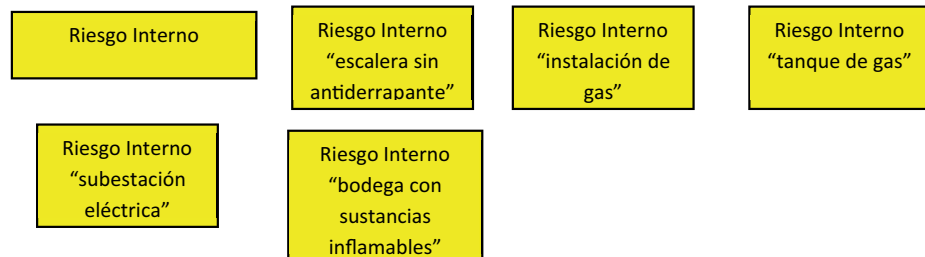 Riesgo Interno
Riesgo Interno
“escalera sin
antiderrapante”
Riesgo Interno
“instalación de
gas”
Riesgo Interno
“tanque de gas”
Riesgo Interno
“subestación
eléctrica”
Riesgo Interno
“bodega con
sustancias
inflamables”